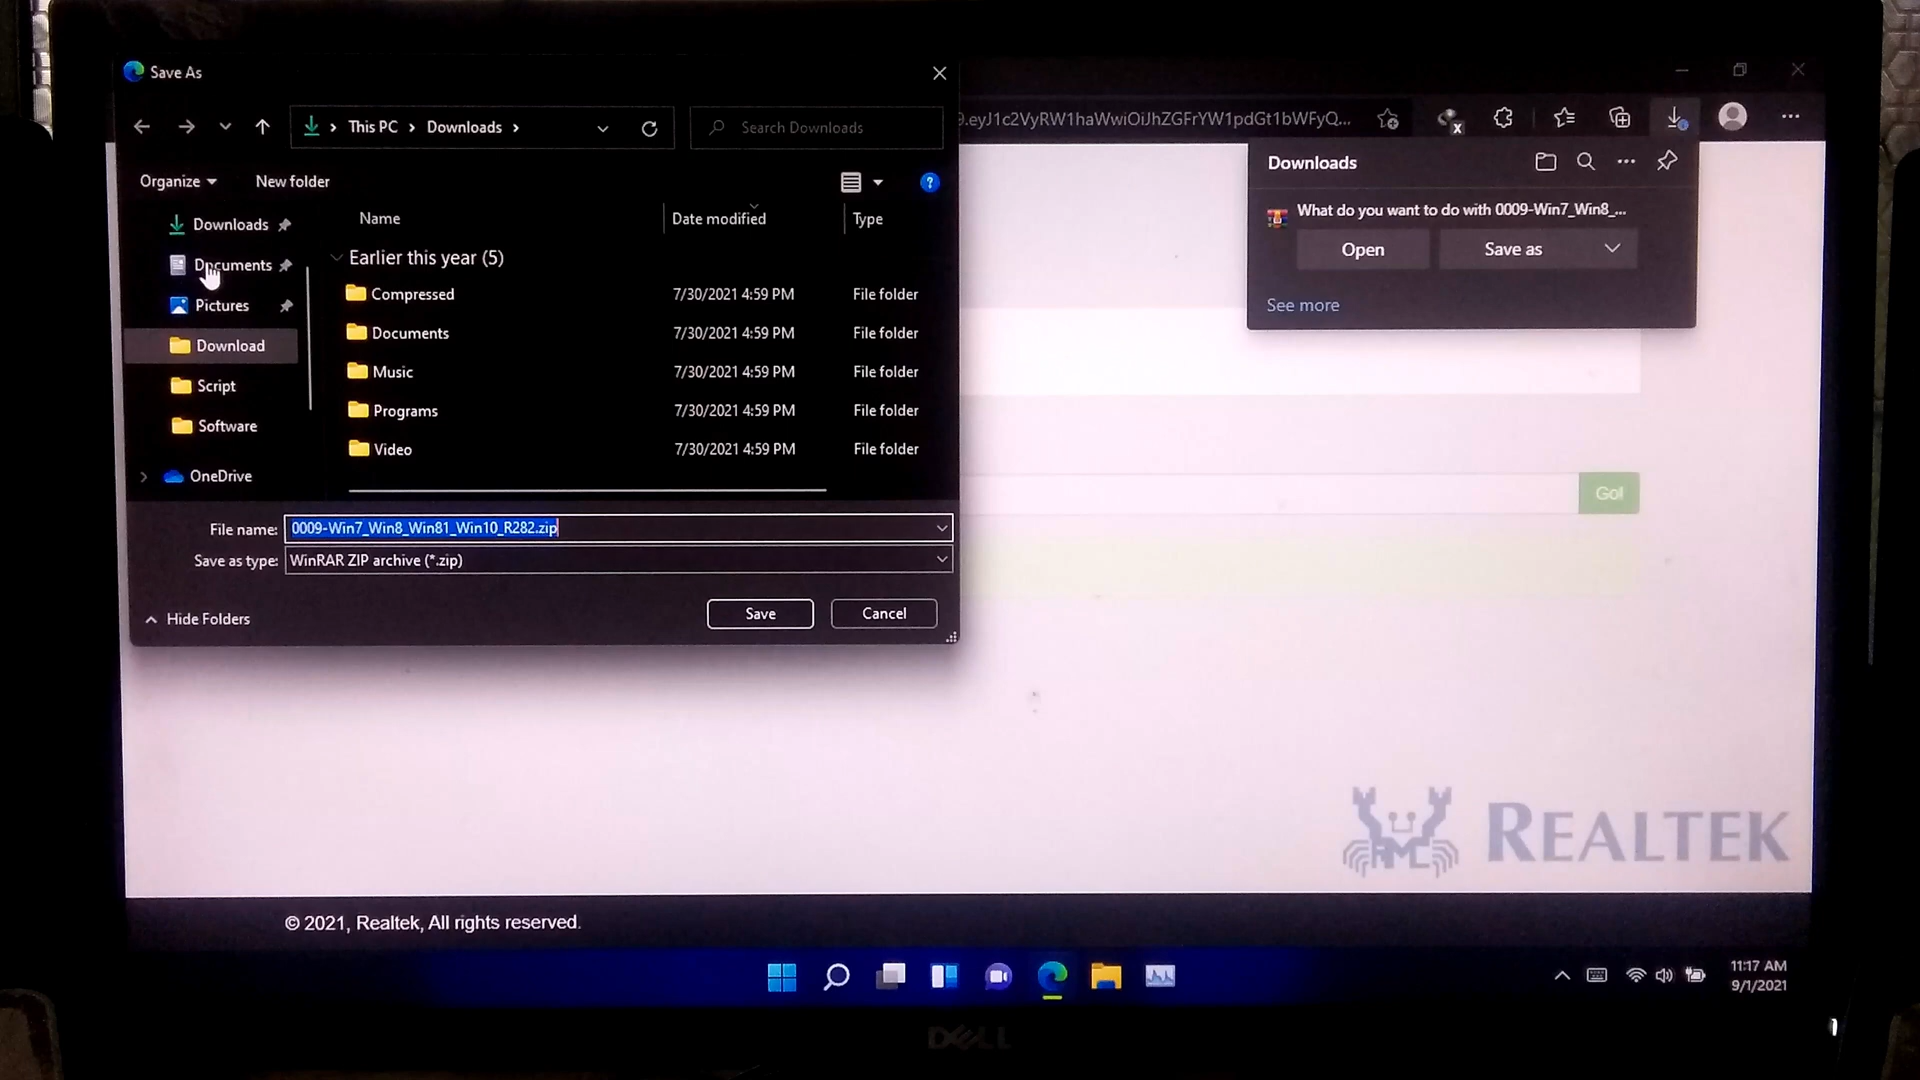 Save As
This PC > Downloads >
Search Downloads
9.eyJ1c2VyRW1haWwiOiJhZGFrYW1pdGt1bWFyQ...
Organize
New folder
Name
Date modified
Type
Downloads
Documents
Pictures
Download
Script
Software
OneDrive
Earlier this year (5)
Compressed 7/30/2021 4:59 PM File folder
Documents 7/30/2021 4:59 PM File folder
Music 7/30/2021 4:59 PM File folder
Programs 7/30/2021 4:59 PM File folder
Video 7/30/2021 4:59 PM File folder
File name: 0009-Win7_Win8_Win81_Win10_R282.zip
Save as type: WinRAR ZIP archive (*.zip)
Hide Folders
Save
Cancel
Downloads
What do you want to do with 0009-Win7_Win8_...
Open
Save as
See more
Go!
RMC
REALTEK
© 2021, Realtek, All rights reserved.
11:17 AM
9/1/2021
DELL